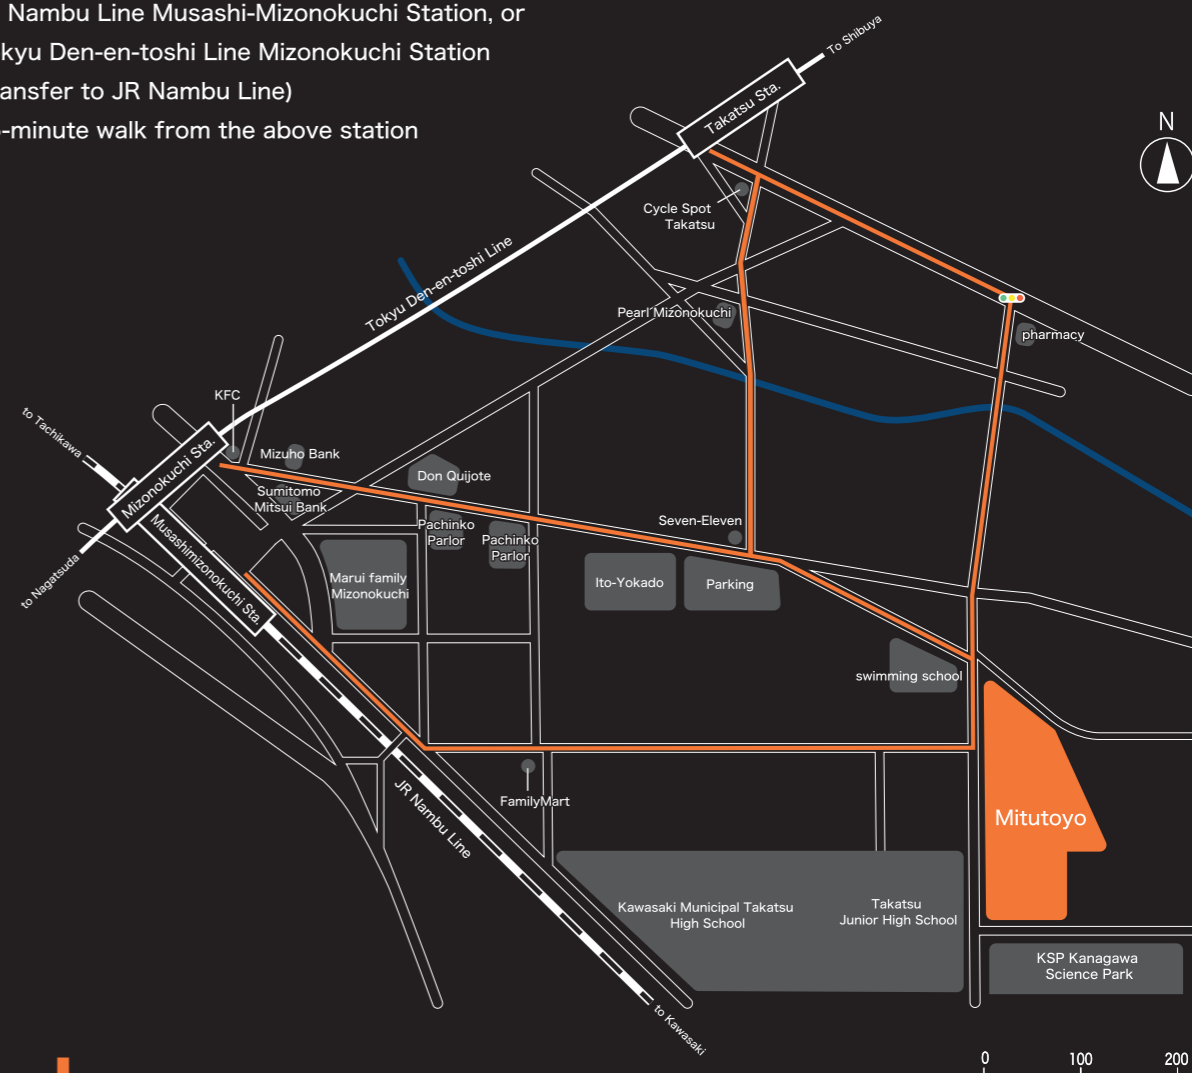 Nambu Line Musashi-Mizonokuchi Station, or
kyu Den-en-toshi Line Mizonokuchi Station
ansfer to JR Nambu Line)
-minute walk from the above station
To Shibuya
Takatsu Sta.
N
Cycle Spot
Takatsu
Tokyu Den-en-toshi Line
Pearl Mizonokuchi
pharmacy
KFC
to Tachikawa
Mizonokuchi Sta.
Mizuho Bank
Don Quijote
Sumitomo
Mitsui Bank
Seven-Eleven
Pachinko
Parlor
Pachinko
Parlor
to Nagatsuda
Musashimizonokuchi Sta.
Marui family
Mizonokuchi
Ito-Yokado
Parking
swimming school
JR Nambu Line
FamilyMart
Mitutoyo
Kawasaki Municipal Takatsu
High School
Takatsu
Junior High School
KSP Kanagawa
Science Park
to Kawasaki
0 100 200